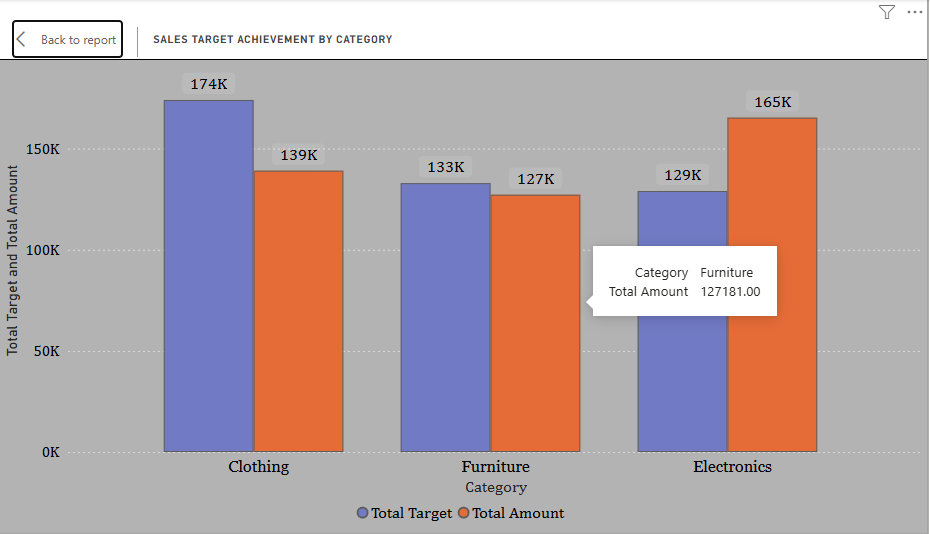 Back to report
SALES TARGET ACHIEVEMENT BY CATEGORY
Total Target and Total Amount
150K
100K
50K
0K
174K
139K
133K
127K
129K
165K
Category Furniture
Total Amount 127181.00
Clothing Furniture Electronics
Category
Total Target Total Amount